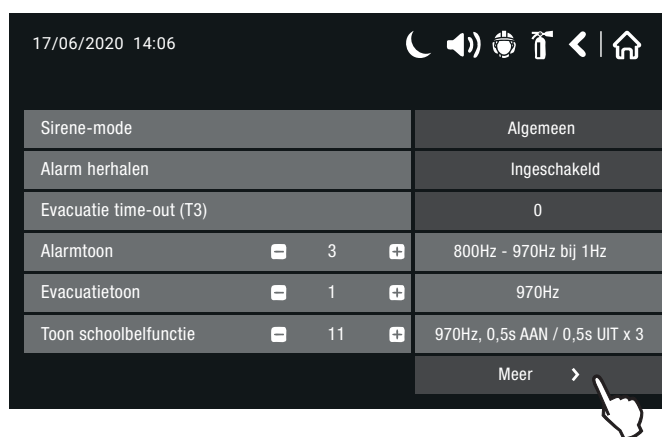 17/06/2020 14:06
Sirene-mode Algemeen
Alarm herhalen Ingeschakeld
Evacuatie time-out (T3) 0
Alarmtoon 3 800Hz - 970Hz bij 1Hz
Evacuatietoon 1 970Hz
Toon schoolbelfunctie 11 970Hz, 0,5s AAN / 0,5s UIT x 3
Meer